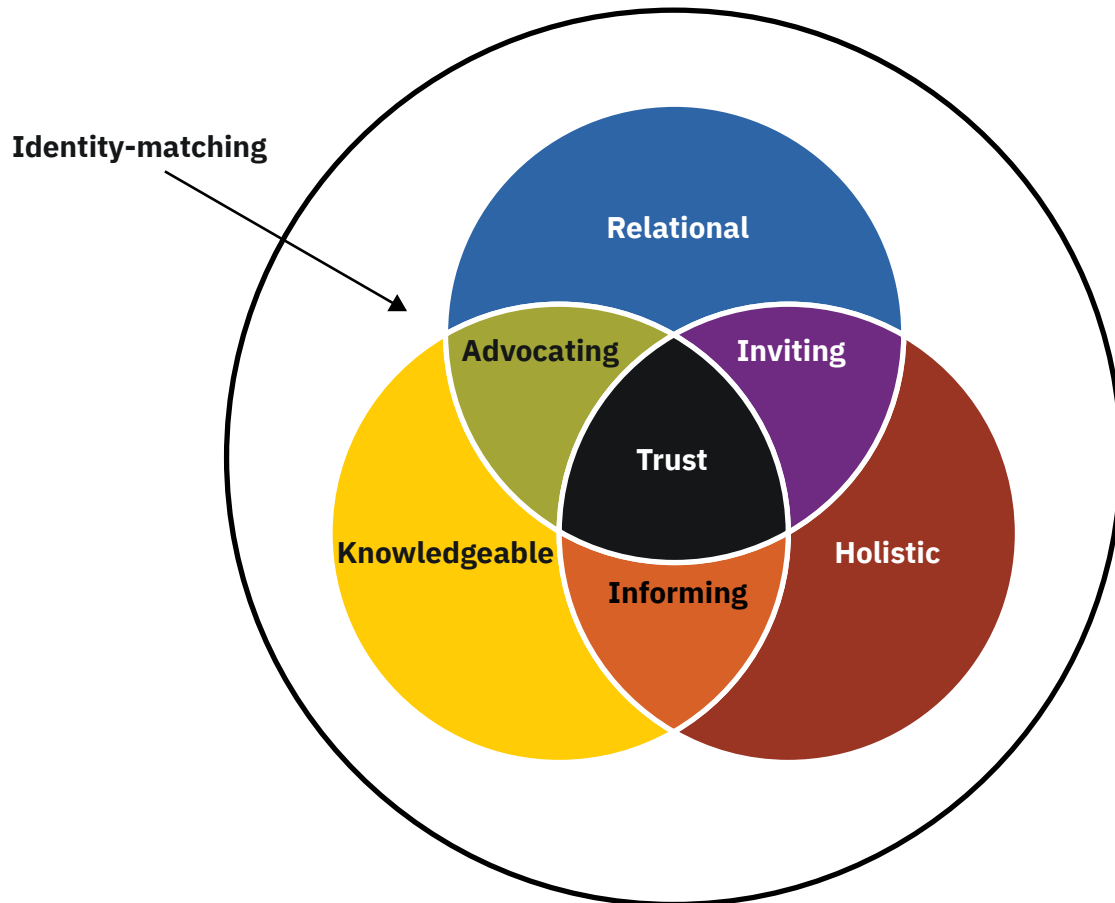 Identity-matching
Relational
Advocating
Inviting
Trust
Knowledgeable
Holistic
Informing